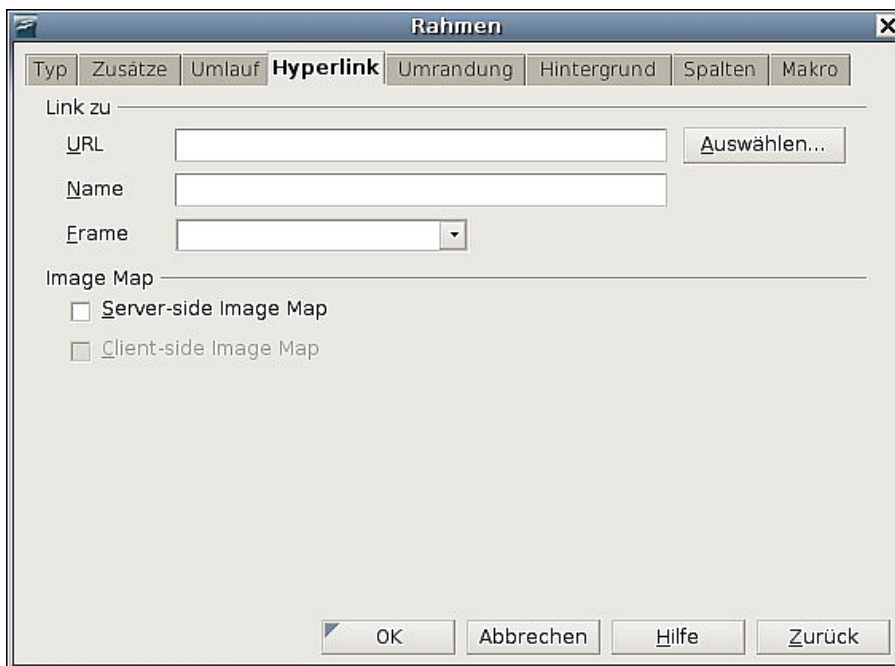 Rahmen
Typ Zusätze Umlauf Hyperlink Umrandung Hintergrund Spalten Makro
Link zu
URL Auswählen...
Name
Frame
Image Map
Server-side Image Map
Client-side Image Map
OK Abbrechen Hilfe Zurück